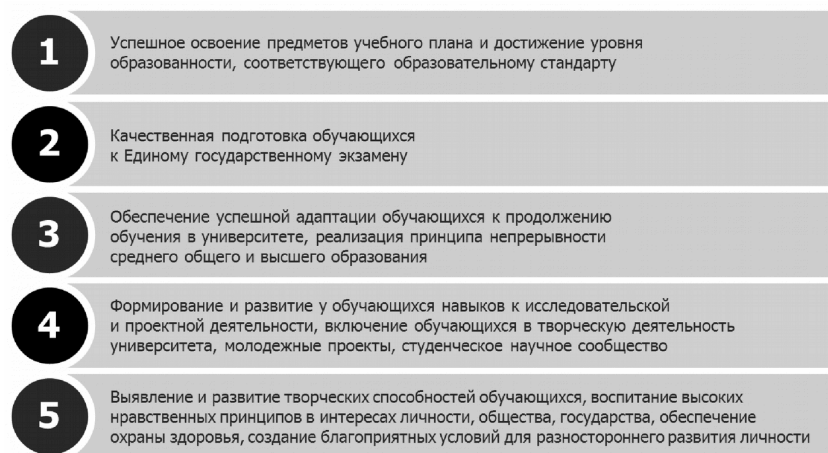 1
Успешное освоение предметов учебного плана и достижение уровня
образованности, соответствующего образовательному стандарту
2
Качественная подготовка обучающихся
к Единому государственному экзамену
3
Обеспечение успешной адаптации обучающихся к продолжению
обучения в университете, реализация принципа непрерывности
среднего общего и высшего образования
4
Формирование и развитие у обучающихся навыков к исследовательской
и проектной деятельности, включение обучающихся в творческую деятельность
университета, молодежные проекты, студенческое научное сообщество
5
Выявление и развитие творческих способностей обучающихся, воспитание высоких
нравственных принципов в интересах личности, общества, государства, обеспечение
охраны здоровья, создание благоприятных условий для разностороннего развития личности